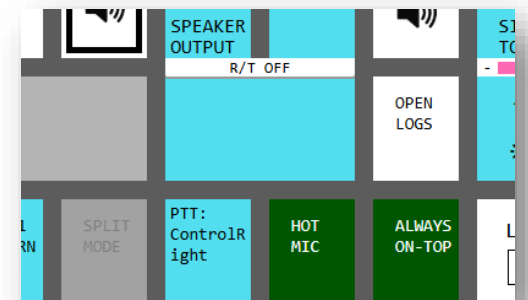 SPEAKER
OUTPUT
R/T OFF
-
OPEN
LOGS
SPLIT
MODE
PTT:
ControlR
ight
HOT
MIC
ALWAYS
ON-TOP